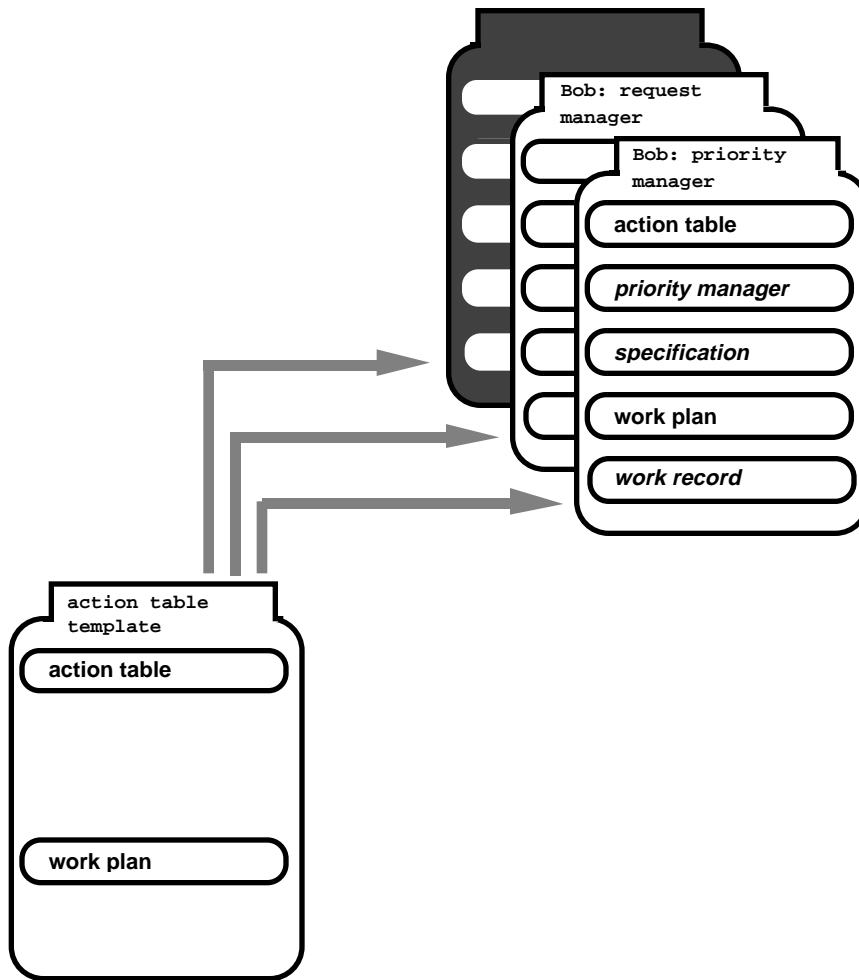 Bob: request
manager
Bob: priority
manager
action table
priority manager
specification
work plan
work record
action table
template
action table
work plan